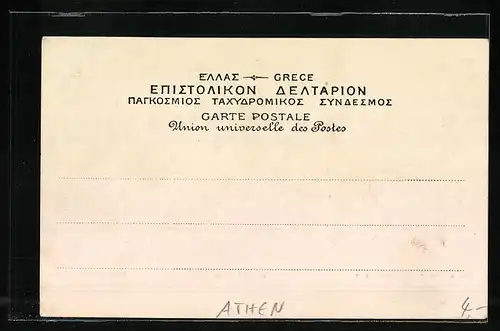 ΕΛΛΑΣ GRECE
ΕΠΙΣΤΟΛΙΚΟΝ ΔΕΛΤΑΡΙΟΝ
ΠΑΓΚΟΣΜΙΟΣ ΤΑΧΥΔΡΟΜΙΚΟΣ ΣΥΝΔΕΣΜΟΣ
CARTE POSTALE
Union universelle des Postes
ATHEN
4,-